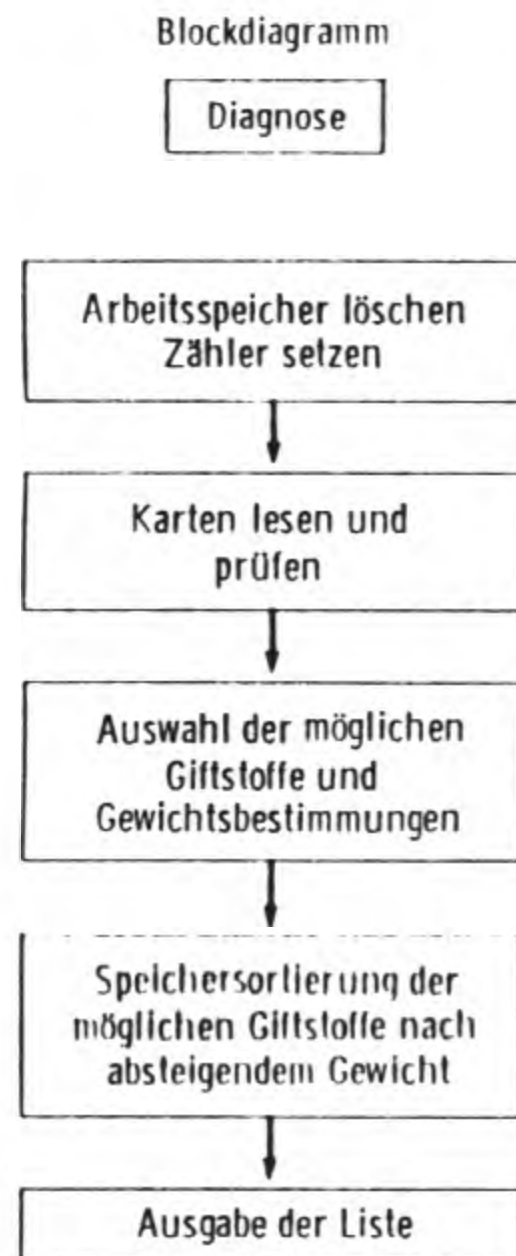 Blockdiagramm
Diagnose
Arbeitsspeicher löschen
Zähler setzen
Karten lesen und
prüfen
Auswahl der möglichen
Giftstoffe und
Gewichtsbestimmungen
Speichersortierung der
möglichen Giftstoffe nach
absteigendem Gewicht
Ausgabe der Liste